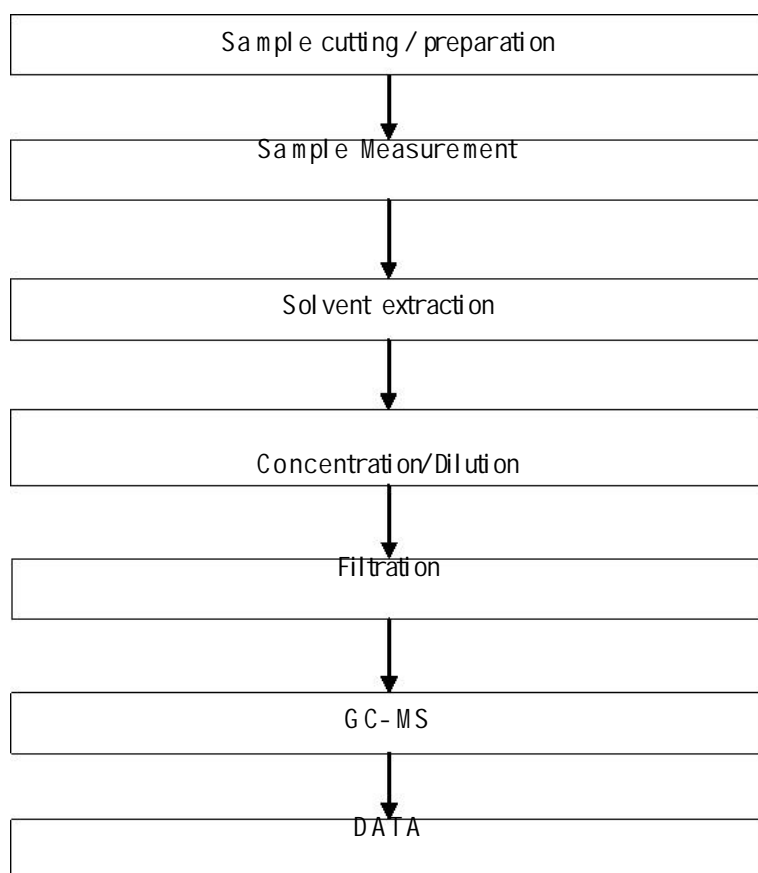 Sample cutting / preparation
Sample Measurement
Solvent extraction
Concentration/Dilution
Filtration
GC-MS
DATA